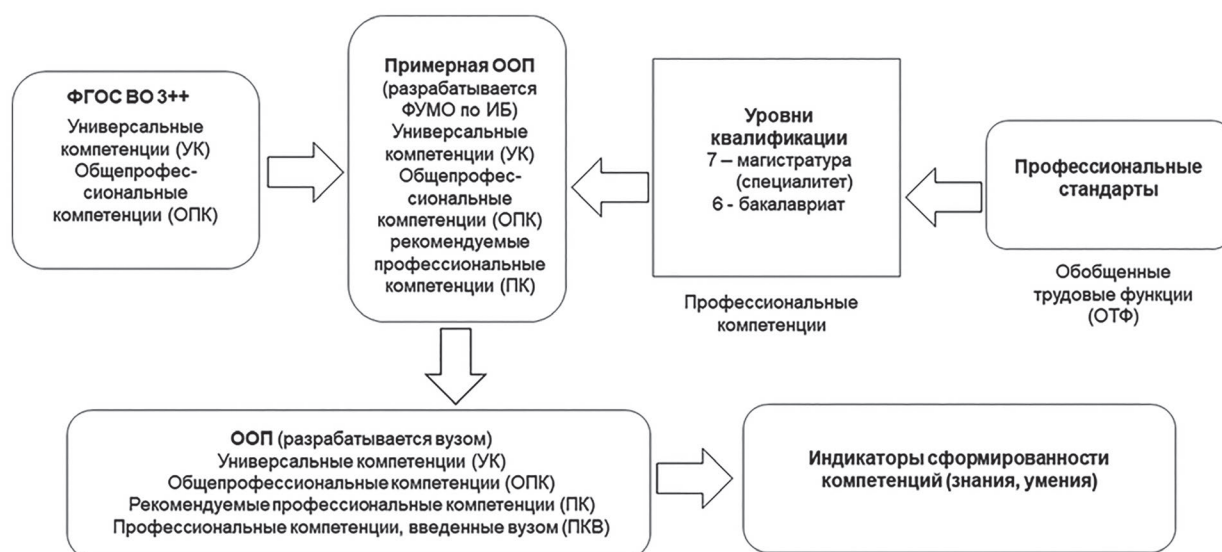 ФГОС ВО 3++
Универсальные
компетенции (УК)
Общепрофес-
сиональные
компетенции (ОПК)
Примерная ООП
(разрабатывается
ФУМО по ИБ)
Универсальные
компетенции (УК)
Общепрофес-
сиональные
компетенции (ОПК)
рекомендуемые
профессиональные
компетенции (ПК)
Уровни
квалификации
7 – магистратура
(специалитет)
6 - бакалавриат
Профессиональные
компетенции
Профессиональные
стандарты
Обобщенные
трудовые функции
(ОТФ)
ООП (разрабатывается вузом)
Универсальные компетенции (УК)
Общепрофессиональные компетенции (ОПК)
Рекомендуемые профессиональные компетенции (ПК)
Профессиональные компетенции, введенные вузом (ПКВ)
Индикаторы сформированности
компетенций (знания, умения)